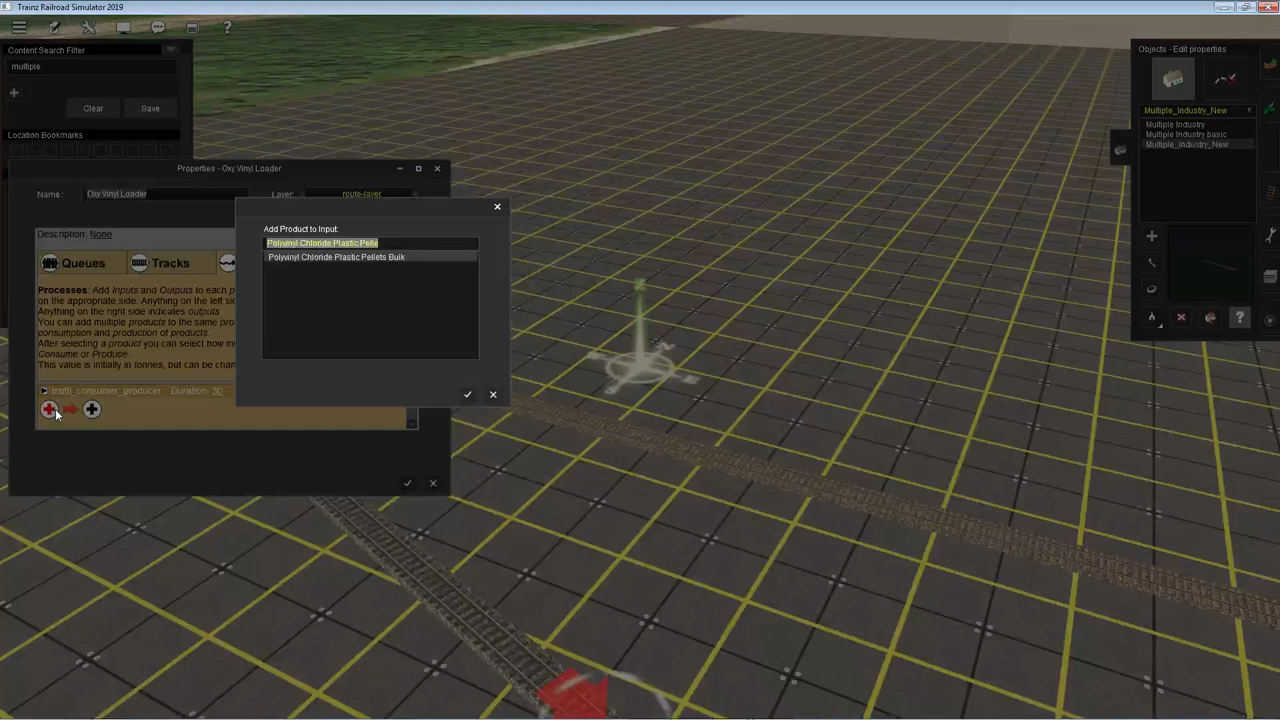 Trainz Railroad Simulator 2019
Content Search Filter
multiple
Clear
Save
Location Bookmarks
Properties - Oxy Vinyl Loader
Name :
Oxy Vinyl Loader
Layer:
route-layer
Description: None
Queues
Tracks
Processes: Add Inputs and Outputs to each p
on the appropriate side. Anything on the left sid
Anything on the right side indicates outputs
You can add multiple products to the same pro
consumption and production of products.
After selecting a product you can select how m
Consume or Produce.
This value is initially in tonnes, but can be chan
multi_consumer_producer Duration: 30
Add Product to Input:
Polyvinyl Chloride Plastic Pelle
Polyvinyl Chloride Plastic Pellets Bulk
Objects - Edit properties
Multiple_Industry_New
Multiple Industry
Multiple Industry basic
Multiple_Industry_New